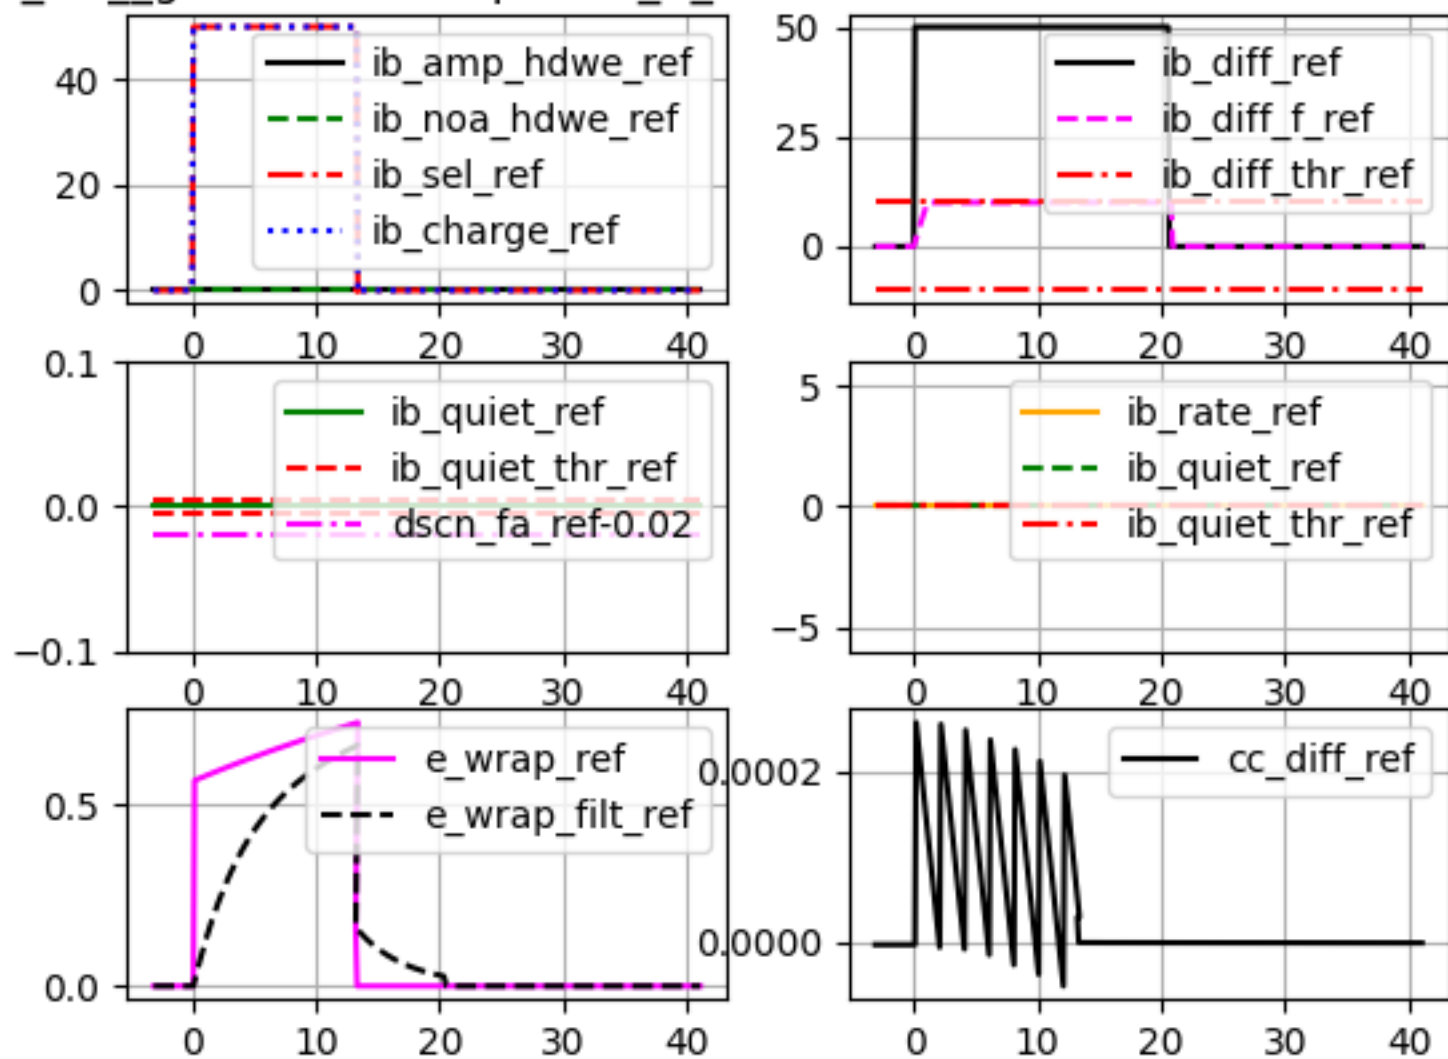 ib_amp_hdwe_ref
ib_noa_hdwe_ref
ib_sel_ref
ib_charge_ref
40
20
0
0 10 20 30 40
ib_diff_ref
ib_diff_f_ref
ib_diff_thr_ref
50
25
0
0 10 20 30 40
ib_quiet_ref
ib_quiet_thr_ref
dscn_fa_ref-0.02
0.1
0.0
−0.1
0 10 20 30 40
ib_rate_ref
ib_quiet_ref
ib_quiet_thr_ref
5
0
−5
0 10 20 30 40
e_wrap_ref
e_wrap_filt_ref
0.5
0.0
0 10 20 30 40
cc_diff_ref
0.0002
0.0000
0 10 20 30 40